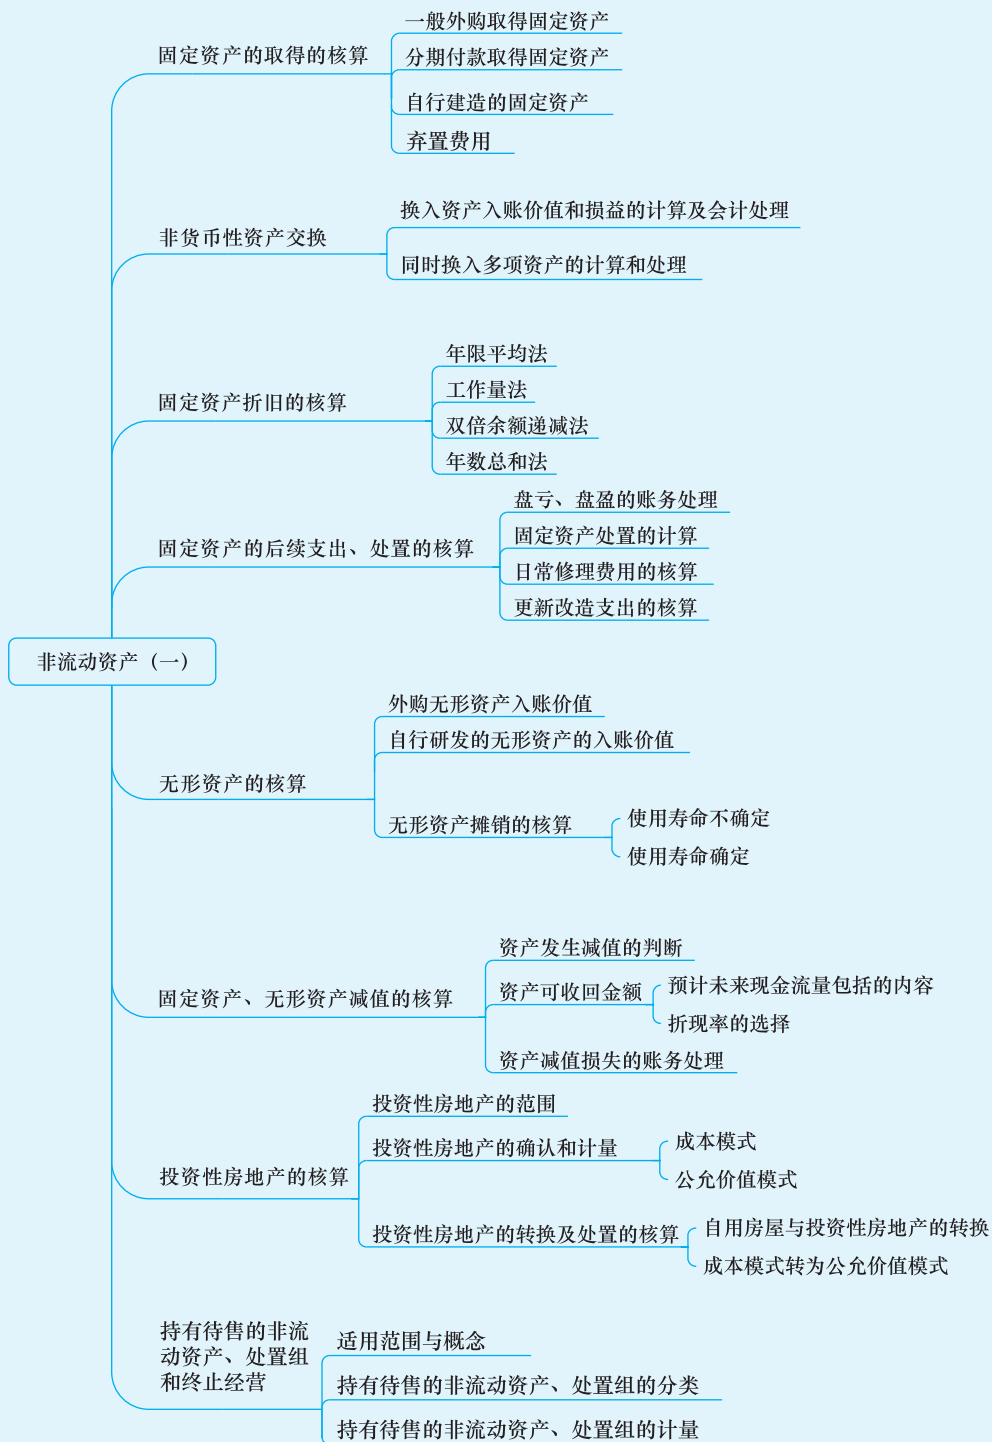 固定资产的取得的核算
一般外购取得固定资产
分期付款取得固定资产
自行建造的固定资产
弃置费用
非货币性资产交换
换入资产入账价值和损益的计算及会计处理
同时换入多项资产的计算和处理
固定资产折旧的核算
年限平均法
工作量法
双倍余额递减法
年数总和法
固定资产的后续支出、处置的核算
盘亏、盘盈的账务处理
固定资产处置的计算
日常修理费用的核算
更新改造支出的核算
非流动资产（一）
无形资产的核算
外购无形资产入账价值
自行研发的无形资产的入账价值
无形资产摊销的核算
使用寿命不确定
使用寿命确定
固定资产、无形资产减值的核算
资产发生减值的判断
资产可收回金额
预计未来现金流量包括的内容
折现率的选择
资产减值损失的账务处理
投资性房地产的核算
投资性房地产的范围
投资性房地产的确认和计量
成本模式
公允价值模式
投资性房地产的转换及处置的核算
自用房屋与投资性房地产的转换
成本模式转为公允价值模式
持有待售的非流
动资产、处置组
和终止经营
适用范围与概念
持有待售的非流动资产、处置组的分类
持有待售的非流动资产、处置组的计量